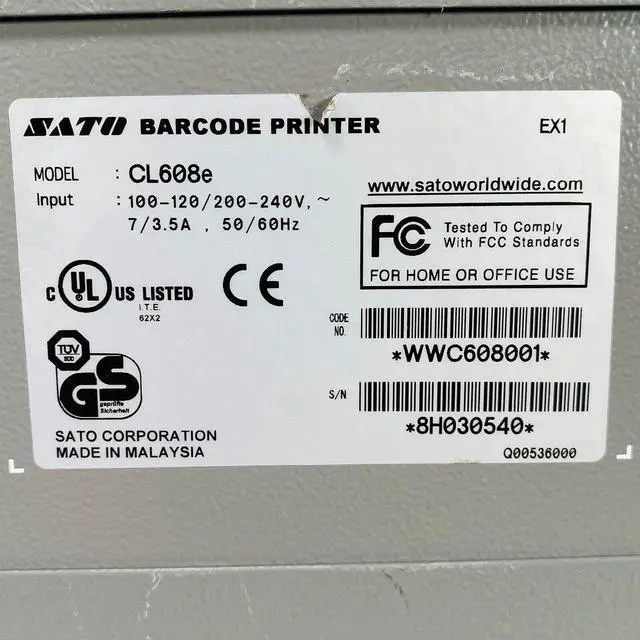 SATO BARCODE PRINTER EX1
MODEL : CL608e
Input : 100-120/200-240V, ~
7/3.5A , 50/60Hz
www.satoworldwide.com
FC Tested To Comply
With FCC Standards
FOR HOME OR OFFICE USE
C UL US LISTED
I.T.E.
62X2
CE
CODE NO.
*WWC608001*
TÜV
GS
geprüfte
Sicherheit
S/N
*8H030540*
SATO CORPORATION
MADE IN MALAYSIA
Q00536000